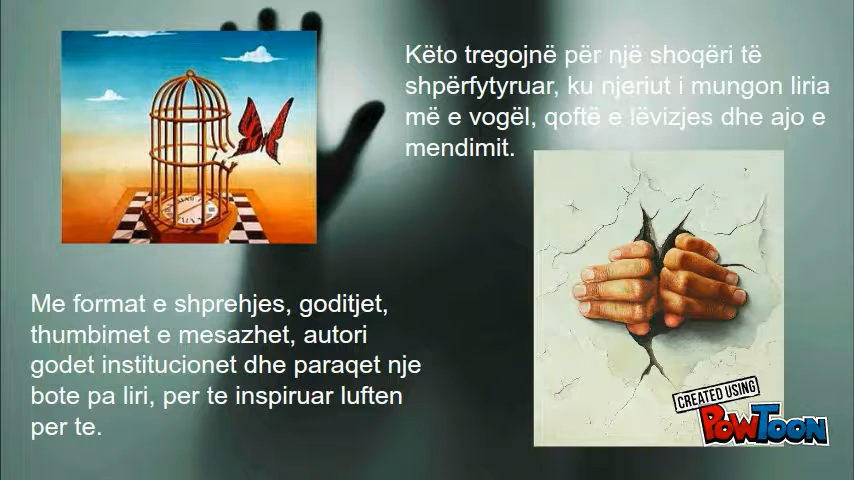 Këto tregojnë për një shoqëri të
shpërfytyruar, ku njeriut i mungon liria
më e vogël, qoftë e lëvizjes dhe ajo e
mendimit.
Me format e shprehjes, goditjet,
thumbimet e mesazhet, autori
godet institucionet dhe paraqet nje
bote pa liri, per te inspiruar luften
per te.
CREATED USING
POWTOON